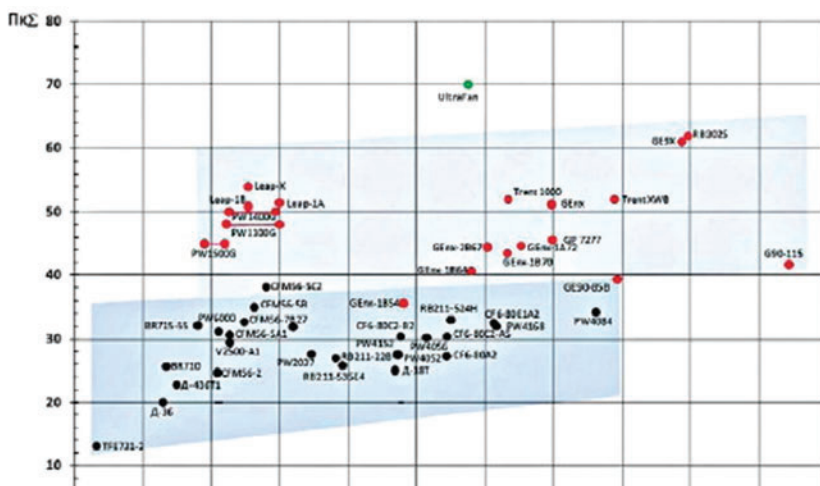 ПкΣ
80
70
UltraFan
60
GE9X
RB3025
Leap-X
Leap-1B
Leap-1A
Trent 1000
GEnx
Trent XWB
50
PW1400G
PW1300G
PW1500G
GEnx-2B67
GEnx-1A72
GP 7277
GEnx-1B70
G90-115
40
GE90-85B
CFM56-5C2
GEnx-1B54
CFM56-5B
RB211-524H
CF6-80E1A2
PW4084
BR715-55
PW6000
CFM56-7B27
CF6-80C2-B2
PW4168
30
CFM56-5A1
PW4152
PW4056
CF6-80C2-A5
V2500-A1
PW2037
RB211-22B
PW4052
CF6-80A2
BR710
CFM56-2
RB211-535E4
Д-18Т
Д-436Т1
20
Д-36
TFE731-2
10